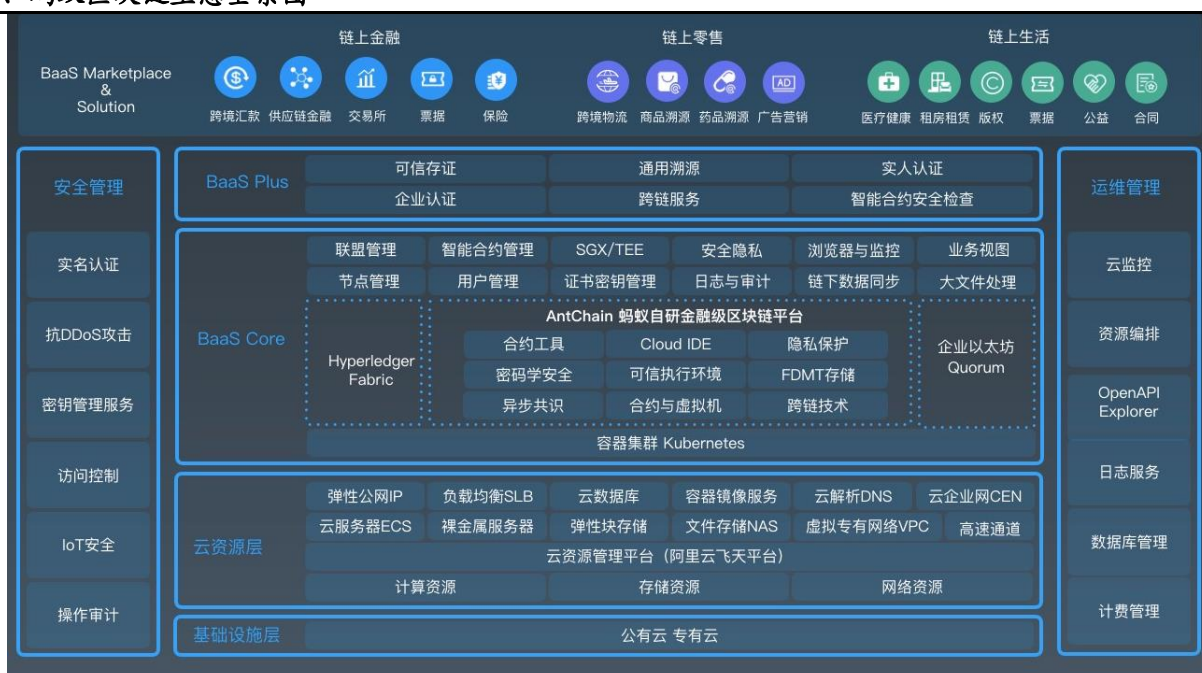 链上金融
链上零售
链上生活
BaaS Marketplace
&
Solution
跨境汇款 供应链金融 交易所 票据 保险
跨境物流 商品溯源 药品溯源 广告营销
AD
医疗健康 租房租赁 版权 票据 公益 合同
安全管理
实名认证
抗DDoS攻击
密钥管理服务
访问控制
IoT安全
操作审计
BaaS Plus
可信存证 通用溯源 实人认证
企业认证 跨链服务 智能合约安全检查
BaaS Core
联盟管理 智能合约管理 SGX/TEE 安全隐私 浏览器与监控 业务视图
节点管理 用户管理 证书密钥管理 日志与审计 链下数据同步 大文件处理
Hyperledger
Fabric
AntChain 蚂蚁自研金融级区块链平台
合约工具 Cloud IDE 隐私保护
密码学安全 可信执行环境 FDMT存储
异步共识 合约与虚拟机 跨链技术
企业以太坊
Quorum
容器集群 Kubernetes
云资源层
弹性公网IP 负载均衡SLB 云数据库 容器镜像服务 云解析DNS 云企业网CEN
云服务器ECS 裸金属服务器 弹性块存储 文件存储NAS 虚拟专有网络VPC 高速通道
云资源管理平台（阿里云飞天平台）
计算资源 存储资源 网络资源
基础设施层
公有云 专有云
运维管理
云监控
资源编排
OpenAPI
Explorer
日志服务
数据库管理
计费管理